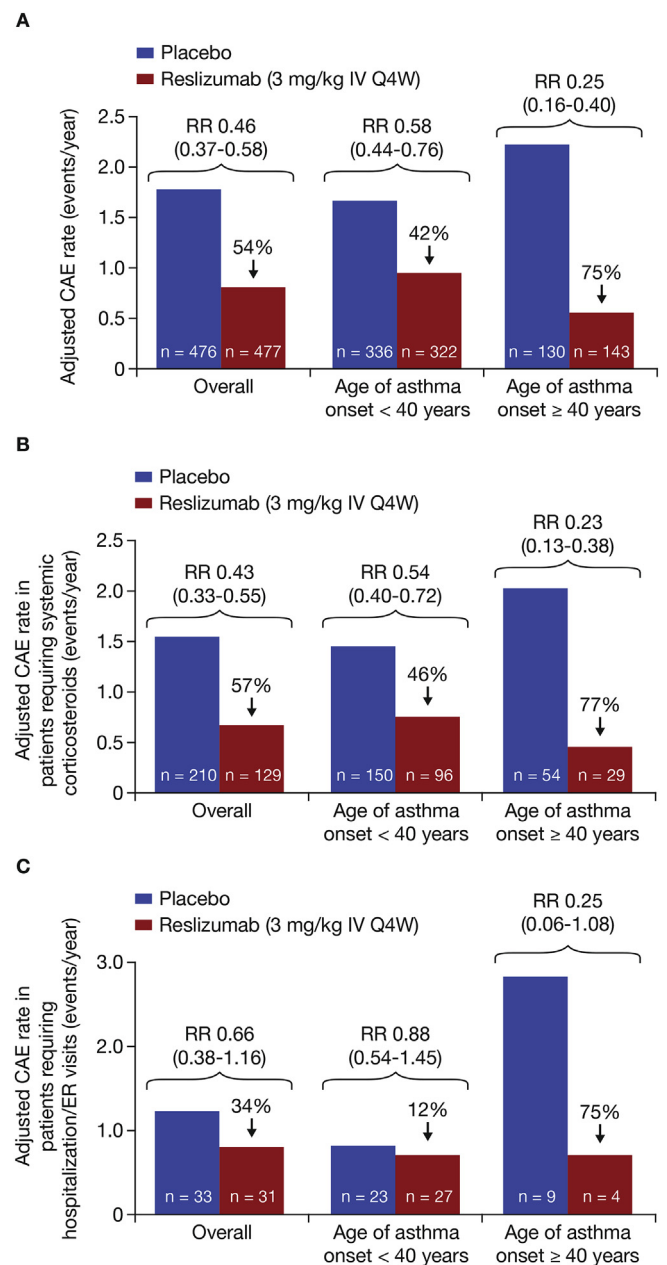 A
Placebo
Reslizumab (3 mg/kg IV Q4W)
Adjusted CAE rate (events/year)
2.5
2.0
1.5
1.0
0.5
0
RR 0.46
(0.37-0.58)
RR 0.58
(0.44-0.76)
RR 0.25
(0.16-0.40)
54%
42%
75%
n = 476
n = 477
n = 336
n = 322
n = 130
n = 143
Overall
Age of asthma
onset < 40 years
Age of asthma
onset ≥ 40 years
B
Placebo
Reslizumab (3 mg/kg IV Q4W)
Adjusted CAE rate in
patients requiring systemic
corticosteroids (events/year)
2.5
2.0
1.5
1.0
0.5
0
RR 0.43
(0.33-0.55)
RR 0.54
(0.40-0.72)
RR 0.23
(0.13-0.38)
57%
46%
77%
n = 210
n = 129
n = 150
n = 96
n = 54
n = 29
Overall
Age of asthma
onset < 40 years
Age of asthma
onset ≥ 40 years
C
Placebo
Reslizumab (3 mg/kg IV Q4W)
Adjusted CAE rate in
patients requiring
hospitalization/ER visits (events/year)
3.0
2.0
1.0
0
RR 0.66
(0.38-1.16)
RR 0.88
(0.54-1.45)
RR 0.25
(0.06-1.08)
34%
12%
75%
n = 33
n = 31
n = 23
n = 27
n = 9
n = 4
Overall
Age of asthma
onset < 40 years
Age of asthma
onset ≥ 40 years